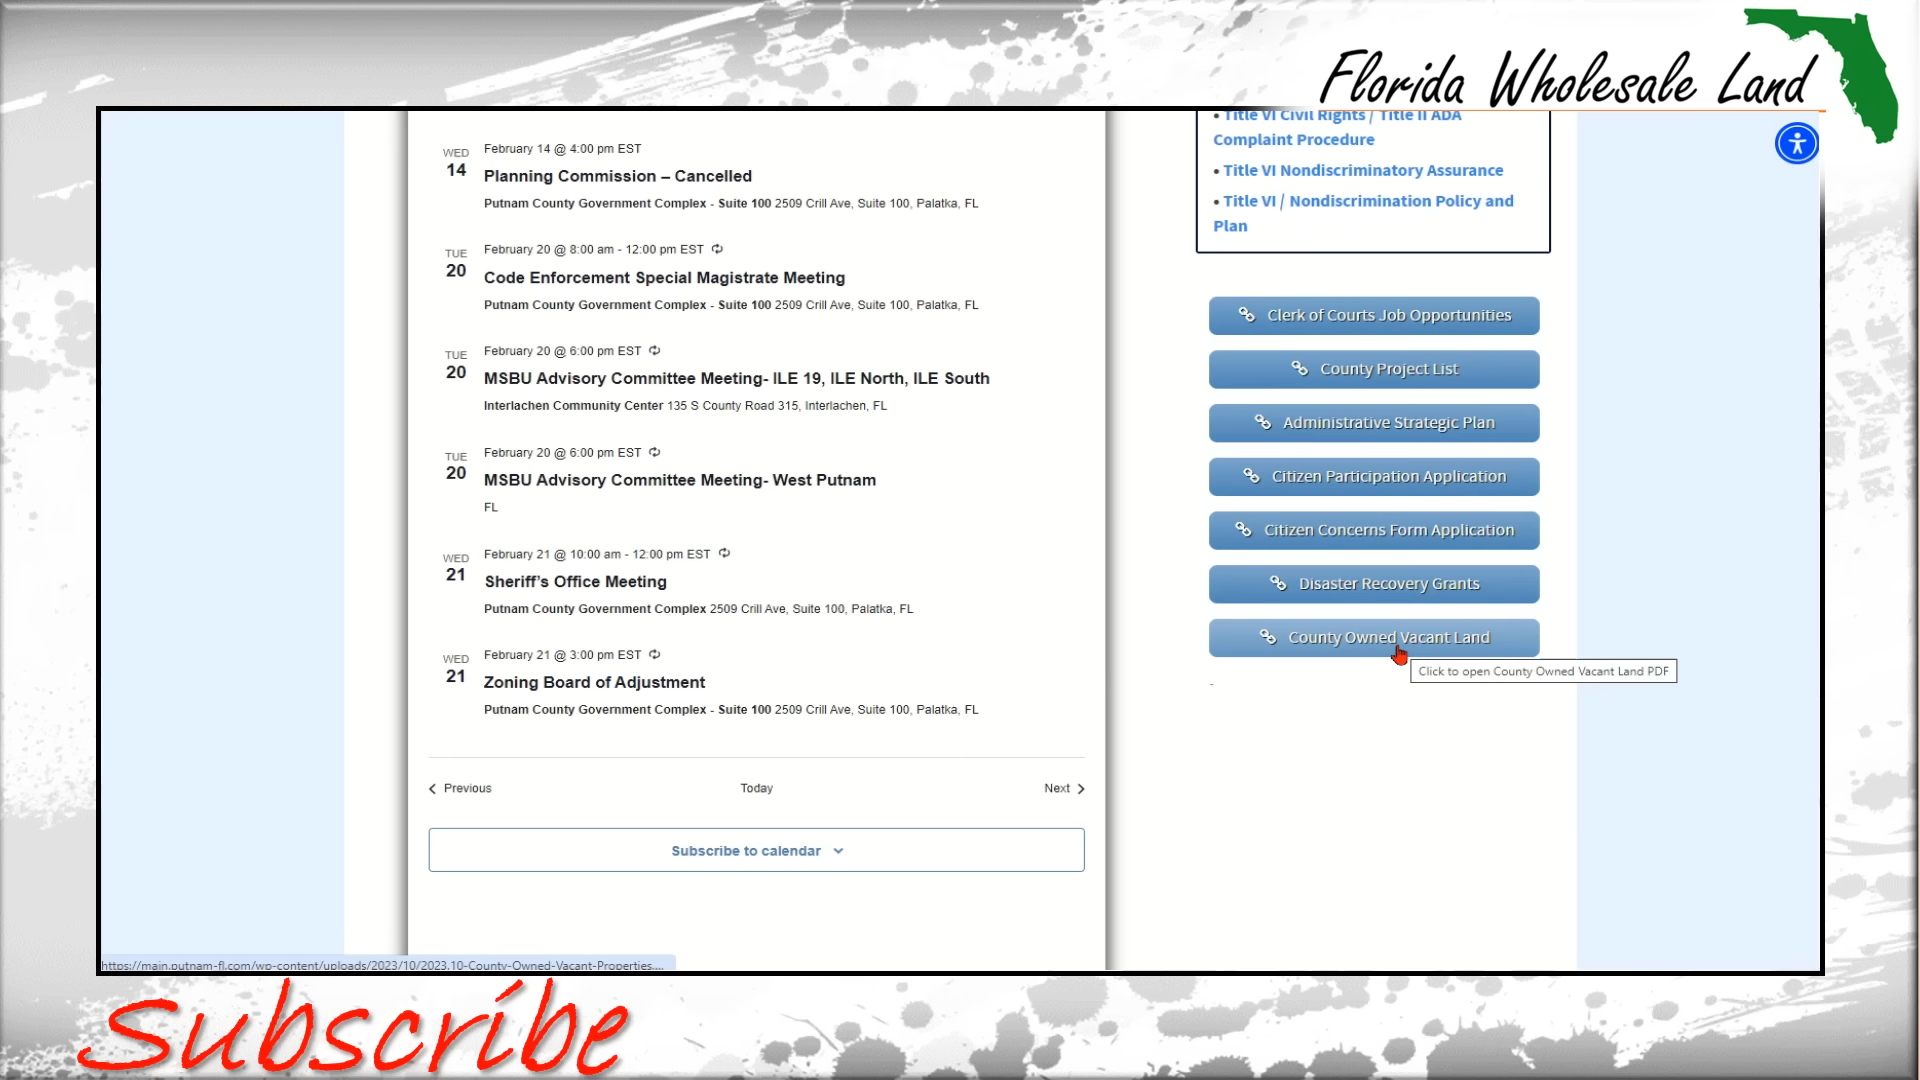 Florida Wholesale Land
WED
14
February 14 @ 4:00 pm EST
Planning Commission – Cancelled
Putnam County Government Complex - Suite 100 2509 Crill Ave, Suite 100, Palatka, FL
TUE
20
February 20 @ 8:00 am - 12:00 pm EST
Code Enforcement Special Magistrate Meeting
Putnam County Government Complex - Suite 100 2509 Crill Ave, Suite 100, Palatka, FL
TUE
20
February 20 @ 6:00 pm EST
MSBU Advisory Committee Meeting- ILE 19, ILE North, ILE South
Interlachen Community Center 135 S County Road 315, Interlachen, FL
TUE
20
February 20 @ 6:00 pm EST
MSBU Advisory Committee Meeting- West Putnam
FL
WED
21
February 21 @ 10:00 am - 12:00 pm EST
Sheriff’s Office Meeting
Putnam County Government Complex 2509 Crill Ave, Suite 100, Palatka, FL
WED
21
February 21 @ 3:00 pm EST
Zoning Board of Adjustment
Putnam County Government Complex - Suite 100 2509 Crill Ave, Suite 100, Palatka, FL
Previous
Today
Next
Subscribe to calendar
• Title VI Civil Rights / Title II ADA
Complaint Procedure
• Title VI Nondiscriminatory Assurance
• Title VI / Nondiscrimination Policy and
Plan
Clerk of Courts Job Opportunities
County Project List
Administrative Strategic Plan
Citizen Participation Application
Citizen Concerns Form Application
Disaster Recovery Grants
County Owned Vacant Land
Click to open County Owned Vacant Land PDF
https://main.putnam-fl.com/wp-content/uploads/2023/10/2023.10-County-Owned-Vacant-Properties....
Subscribe